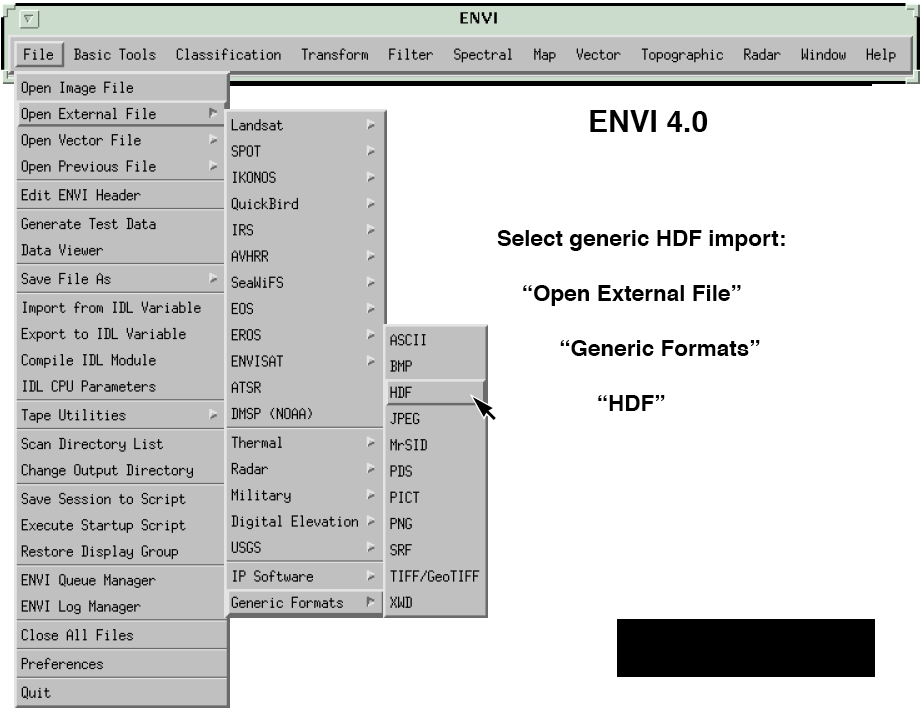 ENVI
File Basic Tools Classification Transform Filter Spectral Map Vector Topographic Radar Window Help
Open Image File
Open External File
Open Vector File
Open Previous File
Edit ENVI Header
Generate Test Data
Data Viewer
Save File As
Import from IDL Variable
Export to IDL Variable
Compile IDL Module
IDL CPU Parameters
Tape Utilities
Scan Directory List
Change Output Directory
Save Session to Script
Execute Startup Script
Restore Display Group
ENVI Queue Manager
ENVI Log Manager
Close All Files
Preferences
Quit
Landsat
SPOT
IKONOS
QuickBird
IRS
AVHRR
SeaWiFS
EOS
EROS
ENVISAT
ATSR
DMSP (NOAA)
Thermal
Radar
Military
Digital Elevation
USGS
IP Software
Generic Formats
ASCII
BMP
HDF
JPEG
MrSID
PDS
PICT
PNG
SRF
TIFF/GeoTIFF
XWD
ENVI 4.0
Select generic HDF import:
“Open External File”
“Generic Formats”
“HDF”